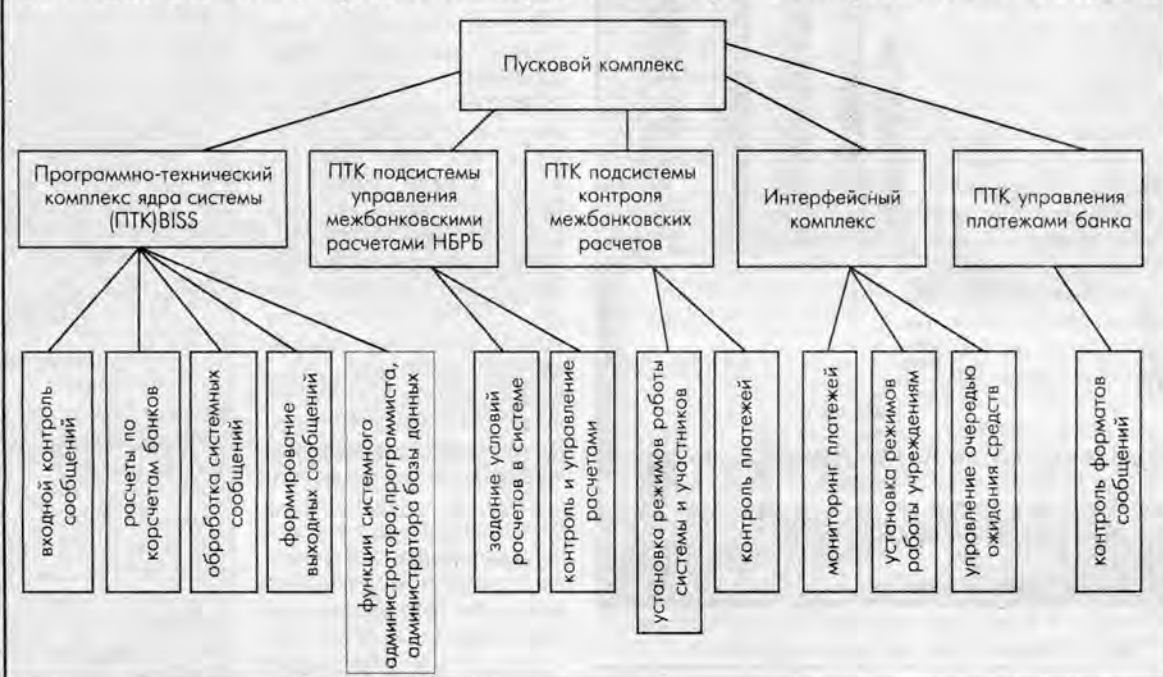 Пусковой комплекс
Программно-технический
комплекс ядра системы
(ПТК)BISS
ПТК подсистемы
управления
межбанковскими
расчетами НБРБ
ПТК подсистемы
контроля
межбанковских
расчетов
Интерфейсный
комплекс
ПТК управления
платежами банка
входной контроль
сообщений
расчеты по
корсчетам банков
обработка системных
сообщений
формирование
выходных сообщений
функции системного
администратора,программиста,
администратора базы данных
задание условий
расчетов в системе
контроль и управление
расчетами
установка режимов работы
системы и участников
контроль платежей
мониторинг платежей
установка режимов
работы учреждениям
управление очередью
ожидания средств
контроль форматов
сообщений